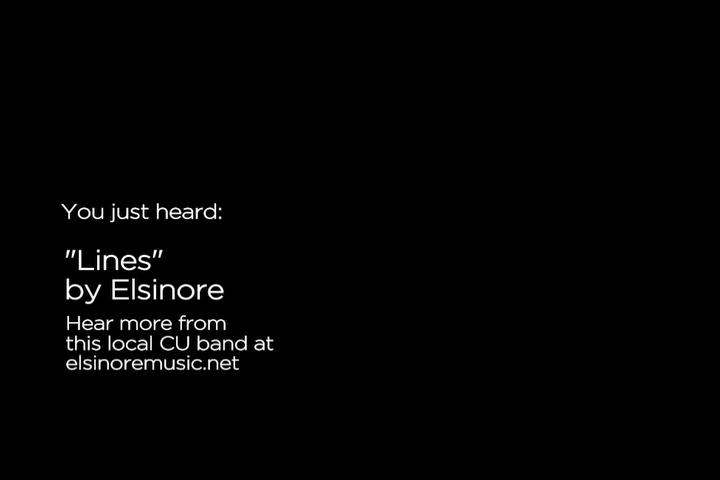 You just heard:
"Lines"
by Elsinore
Hear more from
this local CU band at
elsinoremusic.net